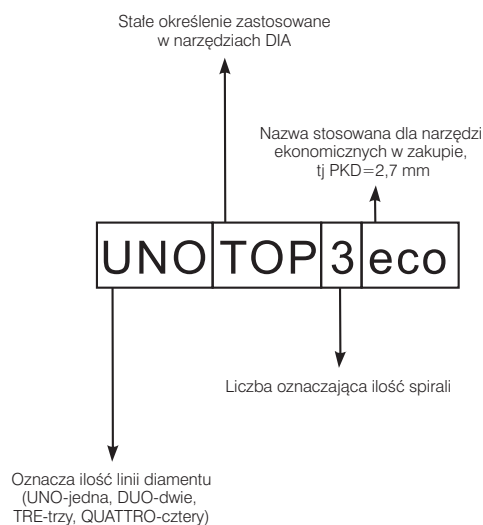 Stałe określenie zastosowane
w narzędziach DIA
Nazwa stosowana dla narzędzi
ekonomicznych w zakupie,
tj PKD=2,7 mm
UNO TOP 3 eco
Liczba oznaczająca ilość spirali
Oznacza ilość linii diamentu
(UNO-jedna, DUO-dwie,
TRE-trzy, QUATTRO-cztery)